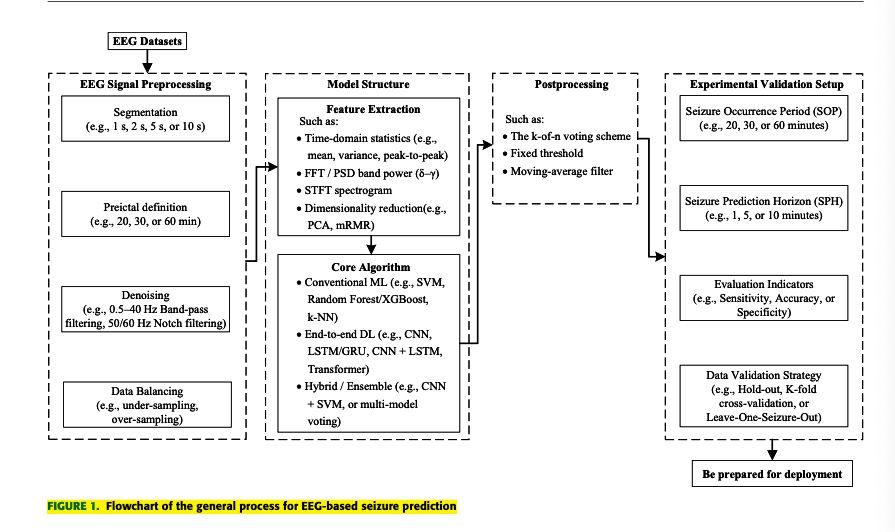 EEG Datasets
EEG Signal Preprocessing
Segmentation
(e.g., 1 s, 2 s, 5 s, or 10 s)
Preictal definition
(e.g., 20, 30, or 60 min)
Denoising
(e.g., 0.5–40 Hz Band-pass
filtering, 50/60 Hz Notch filtering)
Data Balancing
(e.g., under-sampling,
over-sampling)
Model Structure
Feature Extraction
Such as:
• Time-domain statistics (e.g.,
mean, variance, peak-to-peak)
• FFT / PSD band power (δ–γ)
• STFT spectrogram
• Dimensionality reduction(e.g.,
PCA, mRMR)
Core Algorithm
• Conventional ML (e.g., SVM,
Random Forest/XGBoost,
k-NN)
• End-to-end DL (e.g., CNN,
LSTM/GRU, CNN + LSTM,
Transformer)
• Hybrid / Ensemble (e.g., CNN
+ SVM, or multi-model
voting)
Postprocessing
Such as:
• The k-of-n voting scheme
• Fixed threshold
• Moving-average filter
Experimental Validation Setup
Seizure Occurrence Period (SOP)
(e.g., 20, 30, or 60 minutes)
Seizure Prediction Horizon (SPH)
(e.g., 1, 5, or 10 minutes)
Evaluation Indicators
(e.g., Sensitivity, Accuracy, or
Specificity)
Data Validation Strategy
(e.g., Hold-out, K-fold
cross-validation, or
Leave-One-Seizure-Out)
Be prepared for deployment
FIGURE 1. Flowchart of the general process for EEG-based seizure prediction